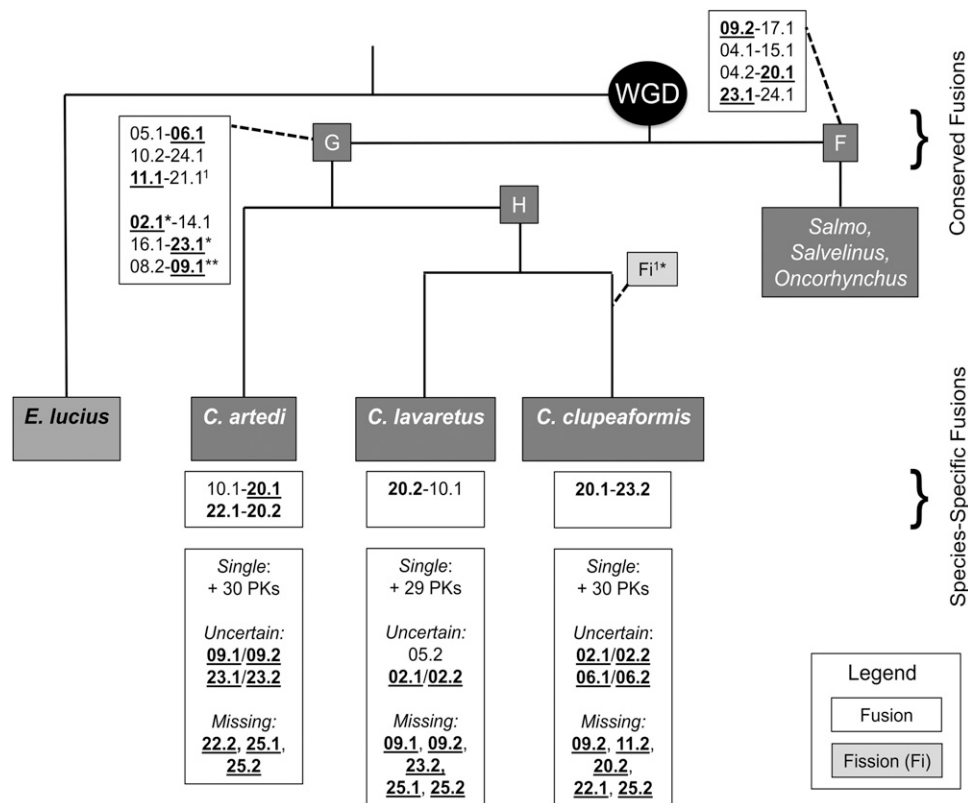 09.2-17.1
04.1-15.1
04.2-20.1
23.1-24.1
WGD
05.1-06.1
10.2-24.1
11.1-21.1¹
02.1*-14.1
16.1-23.1*
08.2-09.1**
G
F
H
Conserved Fusions
Salmo,
Salvelinus,
Oncorhynchus
Fi¹*
E. lucius
C. artedi
C. lavaretus
C. clupeaformis
10.1-20.1
22.1-20.2
20.2-10.1
20.1-23.2
Species-Specific Fusions
Single:
+ 30 PKs
Uncertain:
09.1/09.2
23.1/23.2
Missing:
22.2, 25.1,
25.2
Single:
+ 29 PKs
Uncertain:
05.2
02.1/02.2
Missing:
09.1, 09.2,
23.2,
25.1, 25.2
Single:
+ 30 PKs
Uncertain:
02.1/02.2
06.1/06.2
Missing:
09.2, 11.2,
20.2,
22.1, 25.2
Legend
Fusion
Fission (Fi)